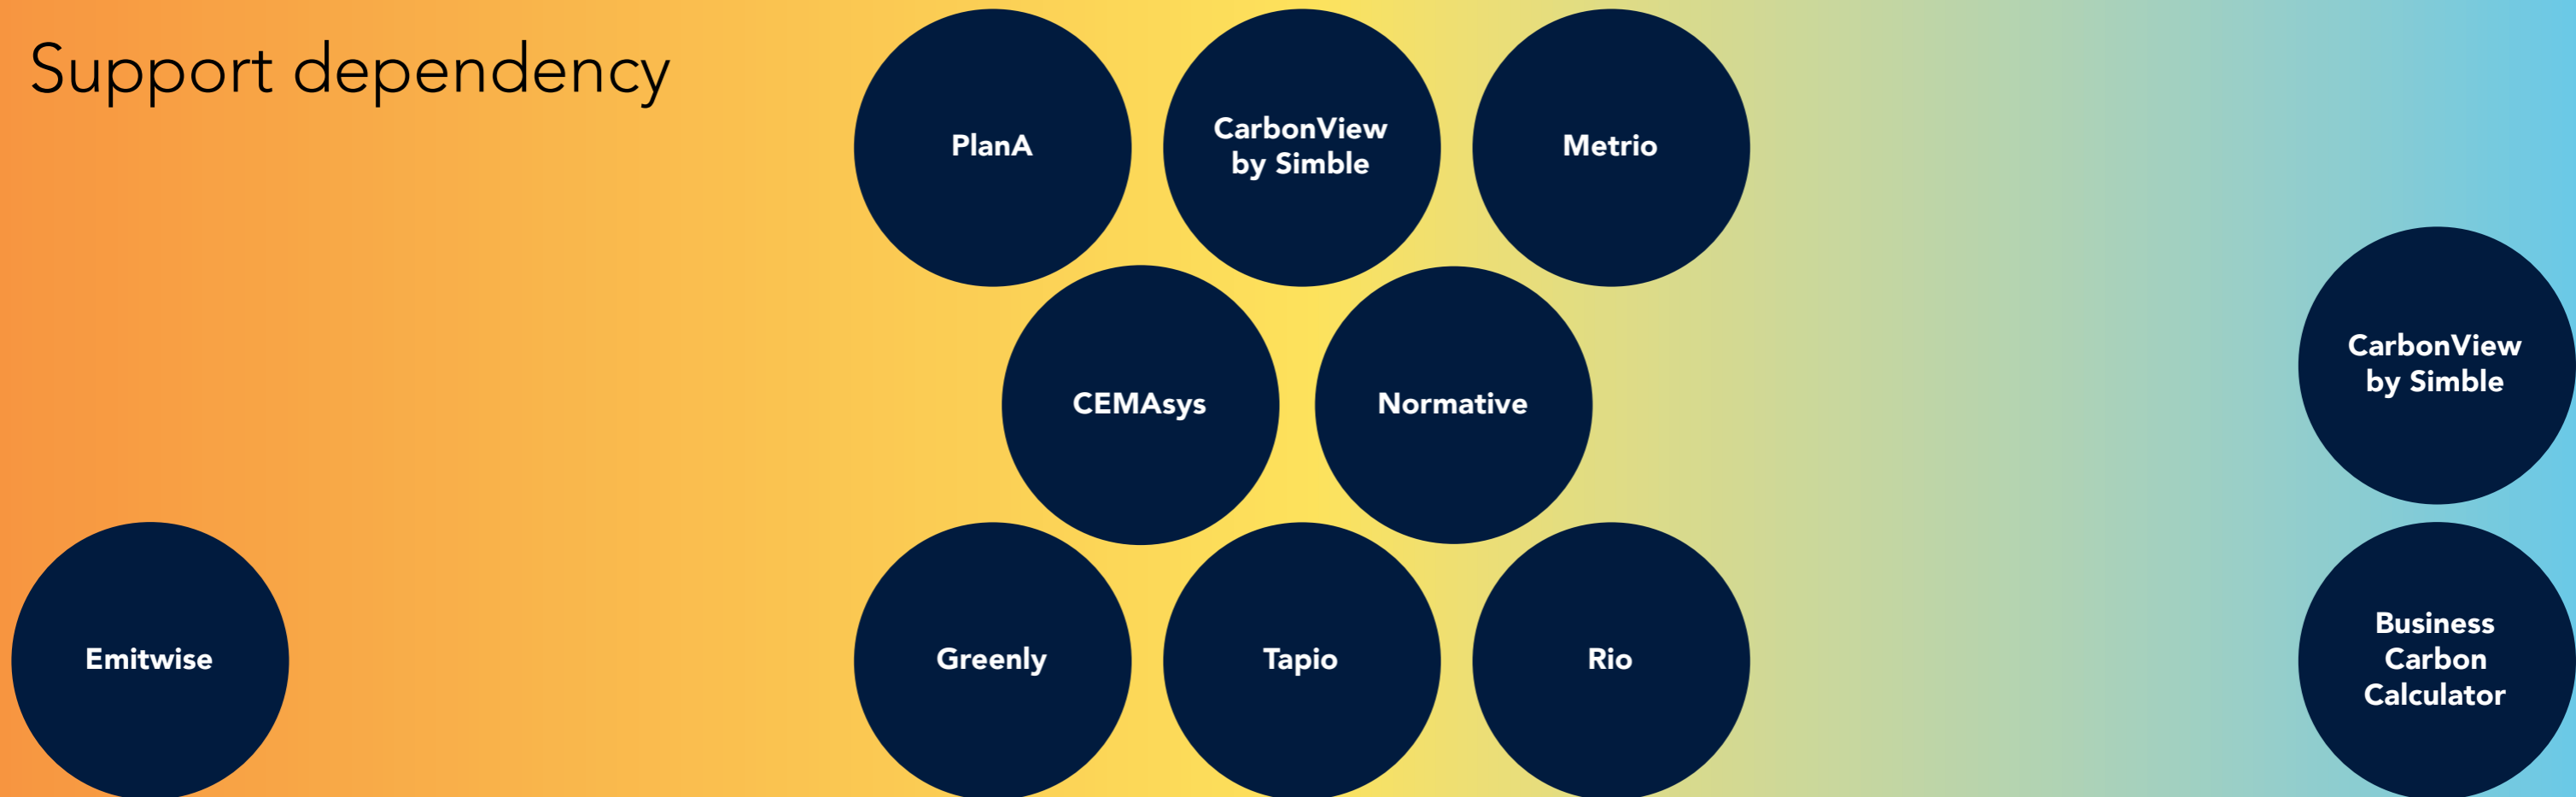 Support dependency
PlanA
CarbonView
by Simble
Metrio
CEMAsys
Normative
CarbonView
by Simble
Emitwise
Greenly
Tapio
Rio
Business
Carbon
Calculator